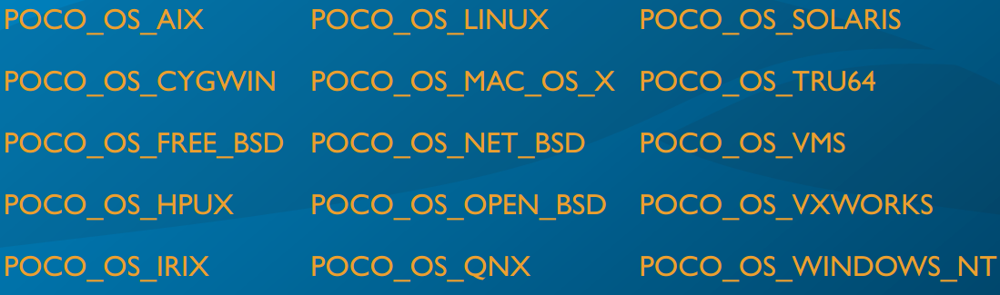 POCO_OS_AIX POCO_OS_LINUX POCO_OS_SOLARIS
POCO_OS_CYGWIN POCO_OS_MAC_OS_X POCO_OS_TRU64
POCO_OS_FREE_BSD POCO_OS_NET_BSD POCO_OS_VMS
POCO_OS_HPUX POCO_OS_OPEN_BSD POCO_OS_VXWORKS
POCO_OS_IRIX POCO_OS_QNX POCO_OS_WINDOWS_NT